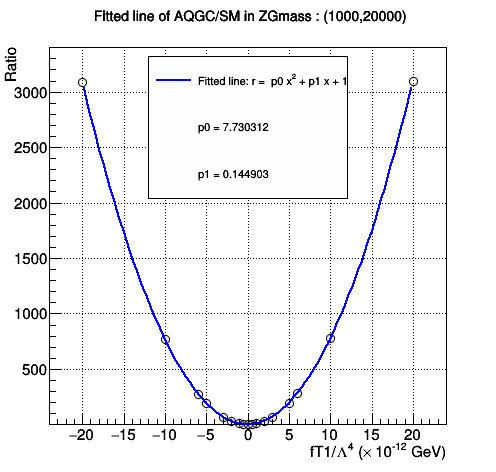 FItted line of AQGC/SM in ZGmass : (1000,20000)
Ratio
Fitted line: r = p0 x² + p1 x + 1
p0 = 7.730312
p1 = 0.144903
3000
2500
2000
1500
1000
500
−20 −15 −10 −5 0 5 10 15 20
fT1/Λ⁴ (× 10⁻¹² GeV)